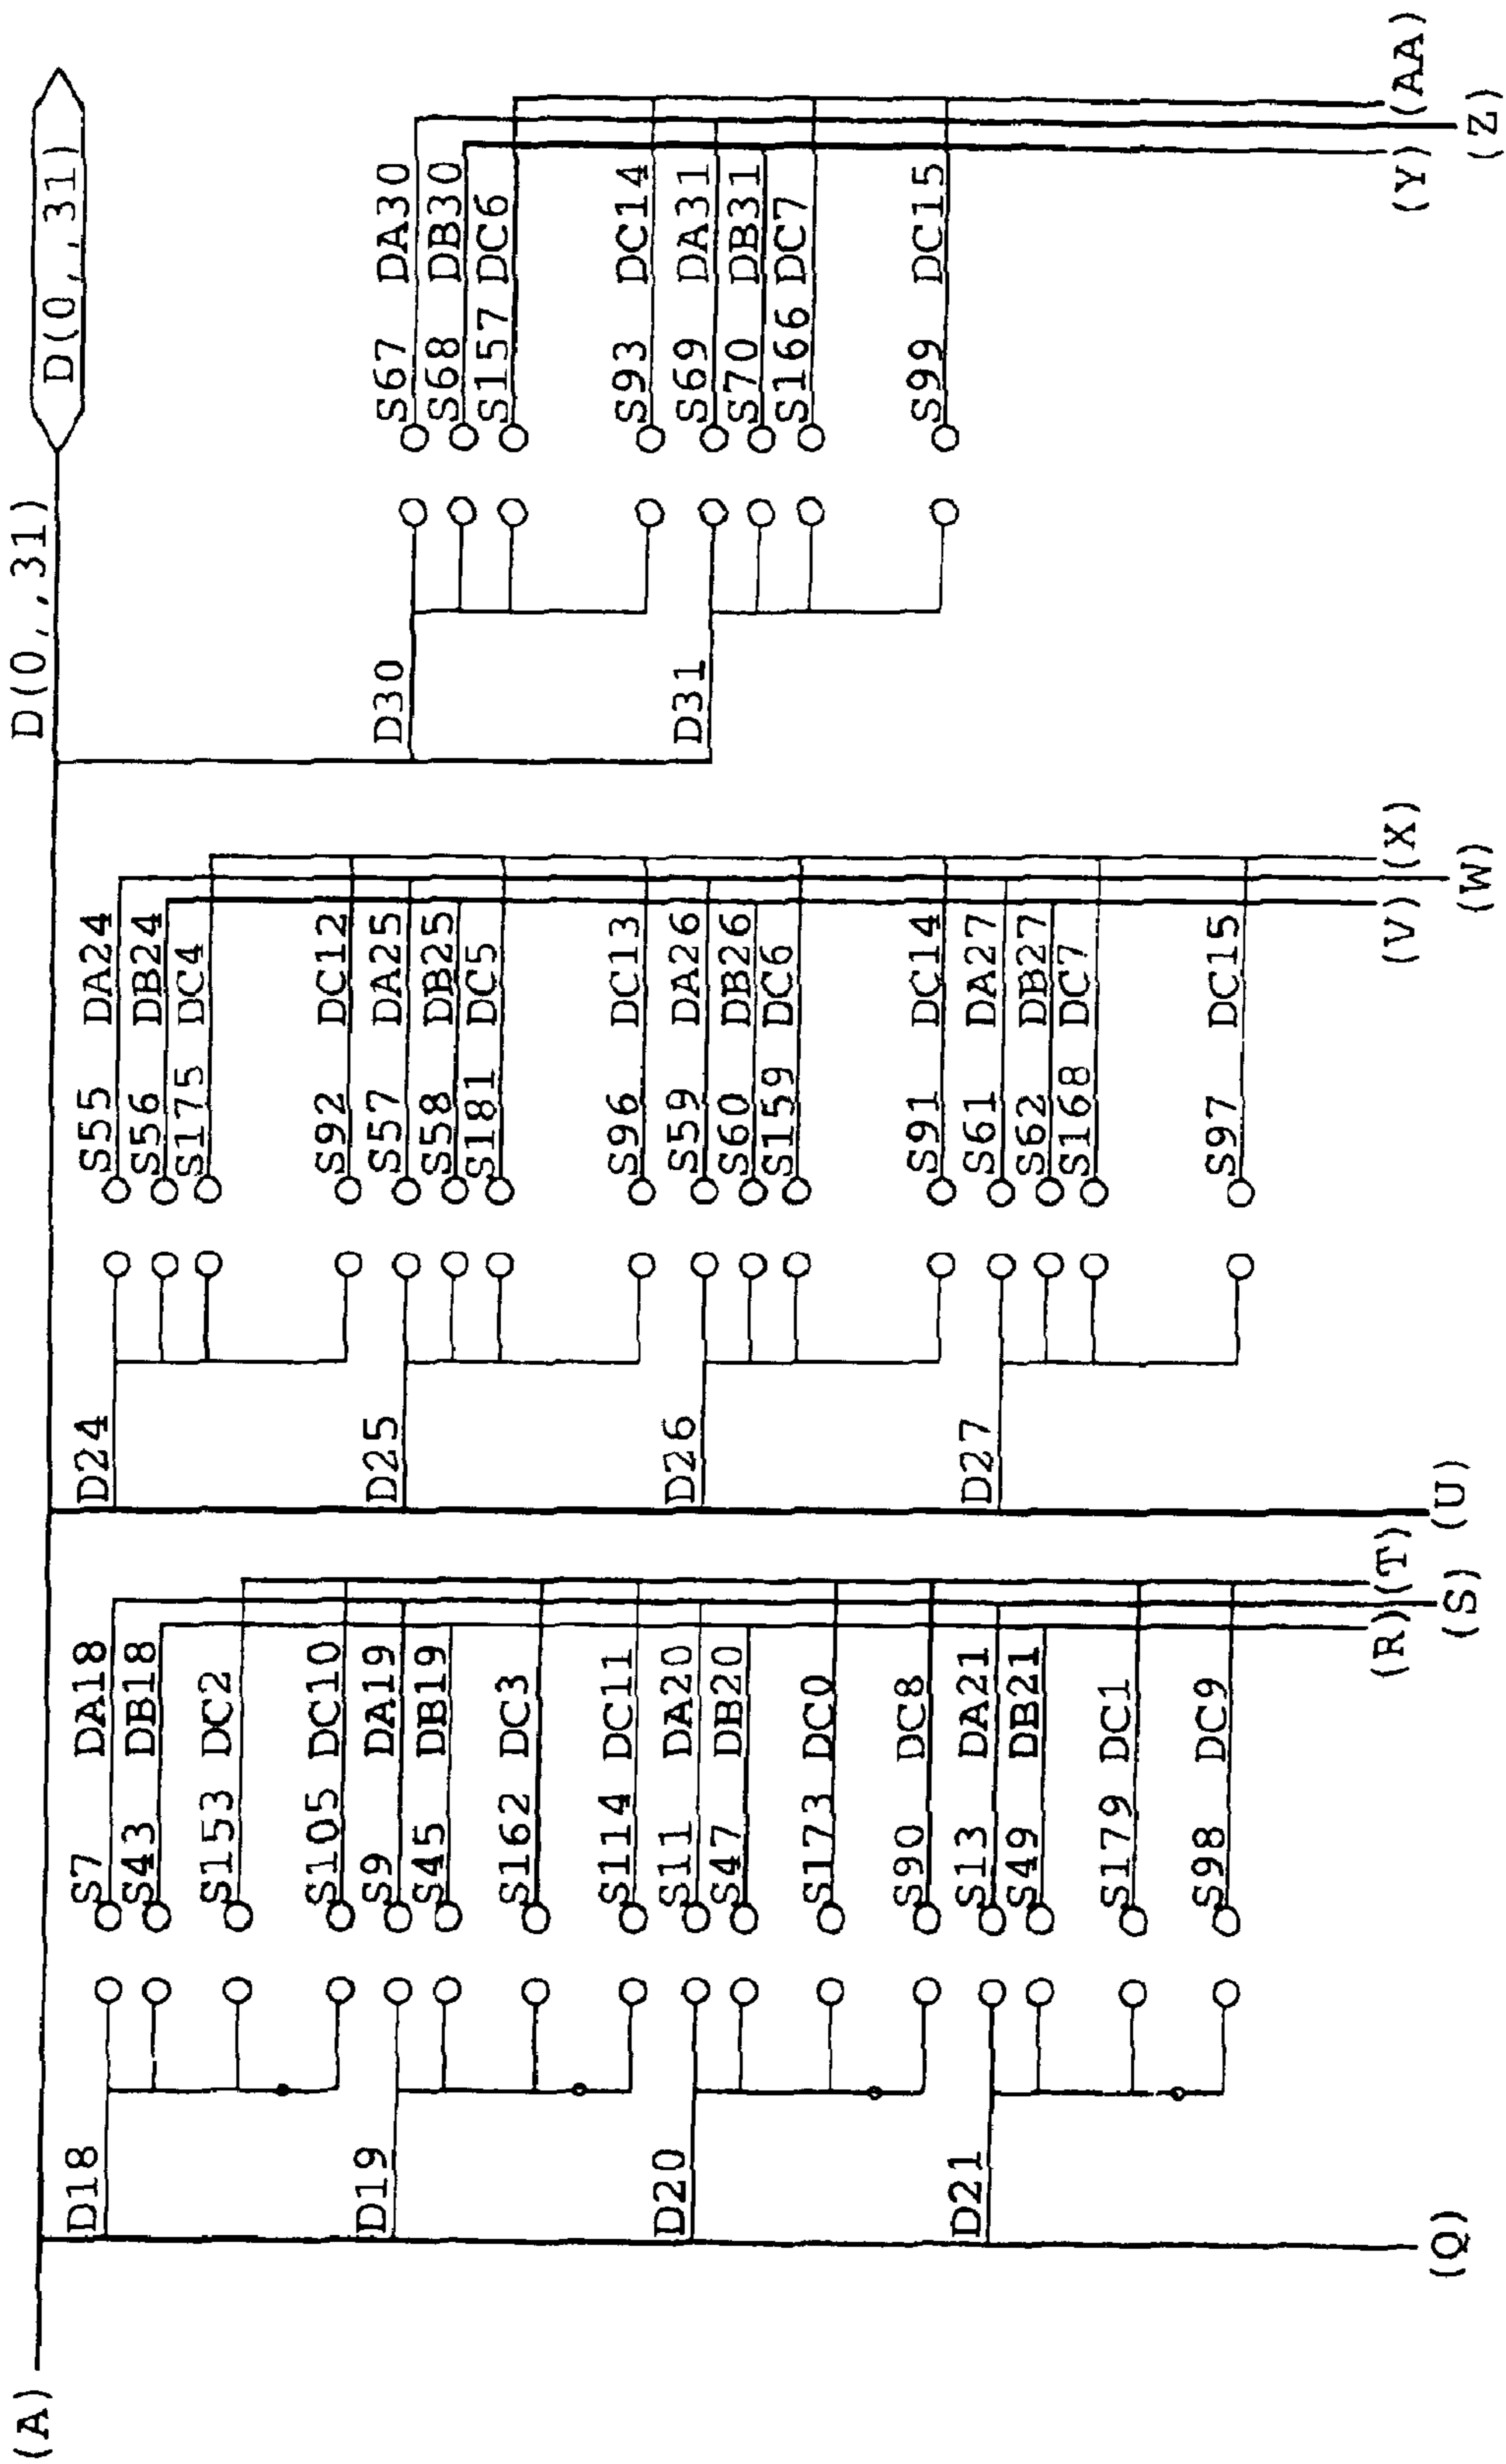 (A)
D(0,,31)
D(0,,31)
D18
S7 DA18
S43 DB18
S153 DC2
S105 DC10
D19
S9 DA19
S45 DB19
S162 DC3
S114 DC11
D20
S11 DA20
S47 DB20
S173 DC0
S90 DC8
D21
S13 DA21
S49 DB21
S179 DC1
S98 DC9
(Q)
(R)
(S)
(T)
D24
S55 DA24
S56 DB24
S175 DC4
S92 DC12
D25
S57 DA25
S58 DB25
S181 DC5
S96 DC13
D26
S59 DA26
S60 DB26
S159 DC6
S91 DC14
D27
S61 DA27
S62 DB27
S168 DC7
S97 DC15
(U)
(V)
(W)
(X)
D30
S67 DA30
S68 DB30
S157 DC6
S93 DC14
D31
S69 DA31
S70 DB31
S166 DC7
S99 DC15
(Y)
(Z)
(AA)